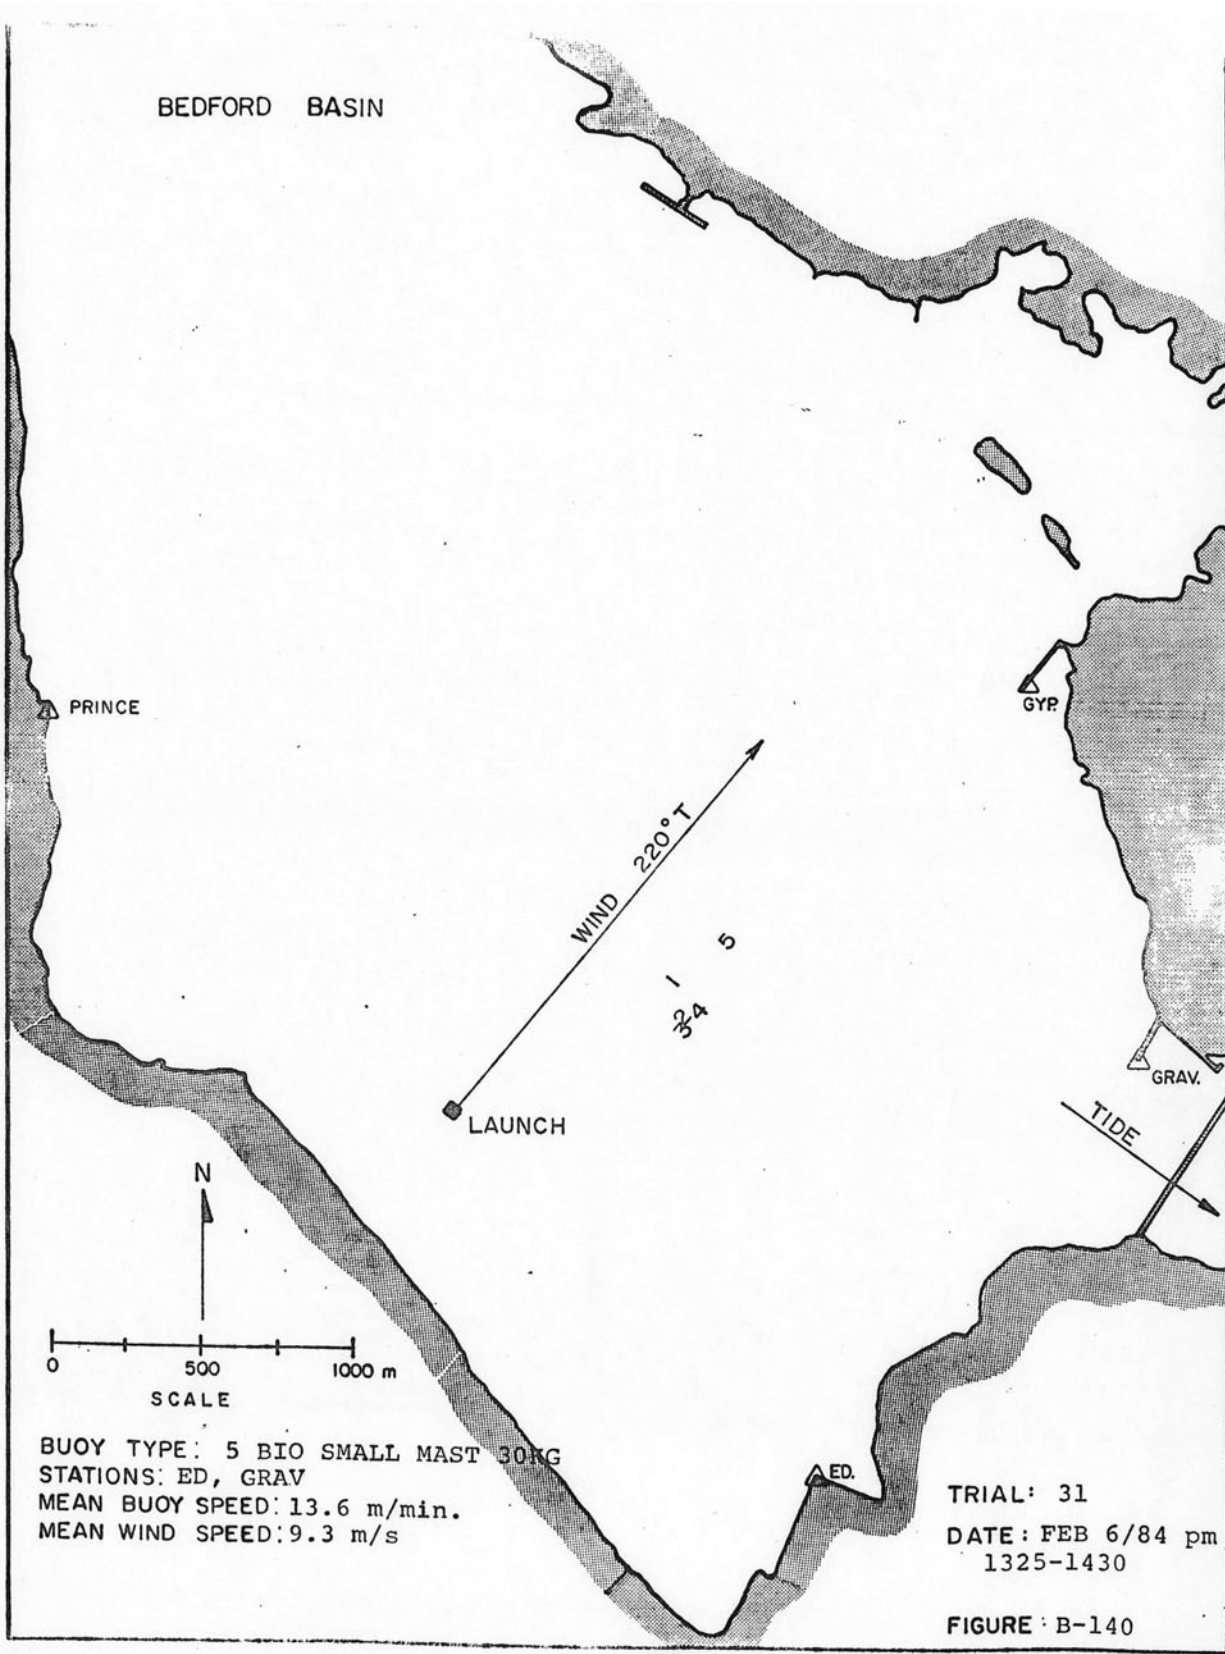 BEDFORD BASIN
PRINCE
GYP.
WIND 220°T
5
1
2
3 4
GRAV.
LAUNCH
TIDE
N
0 500 1000 m
SCALE
BUOY TYPE: 5 BIO SMALL MAST 30KG
STATIONS: ED, GRAV
MEAN BUOY SPEED: 13.6 m/min.
MEAN WIND SPEED: 9.3 m/s
ED.
TRIAL: 31
DATE: FEB 6/84 pm
1325-1430
FIGURE: B-140